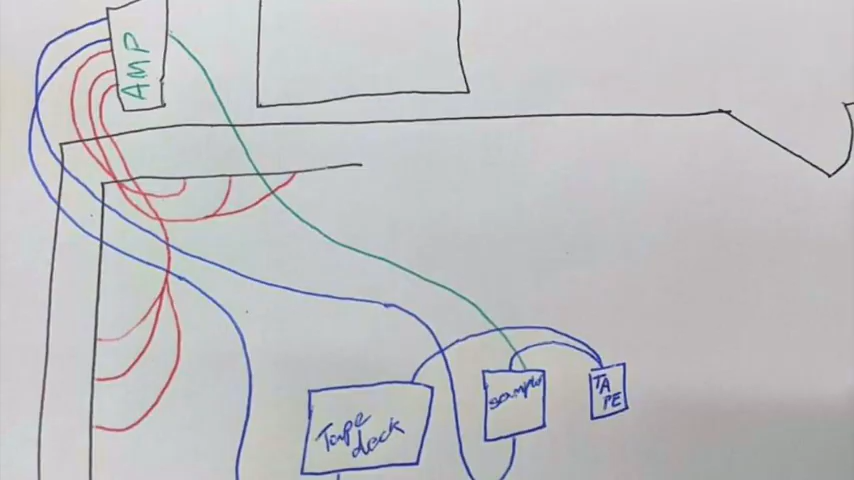 AMP
Tape
deck
sampler
TA
PE